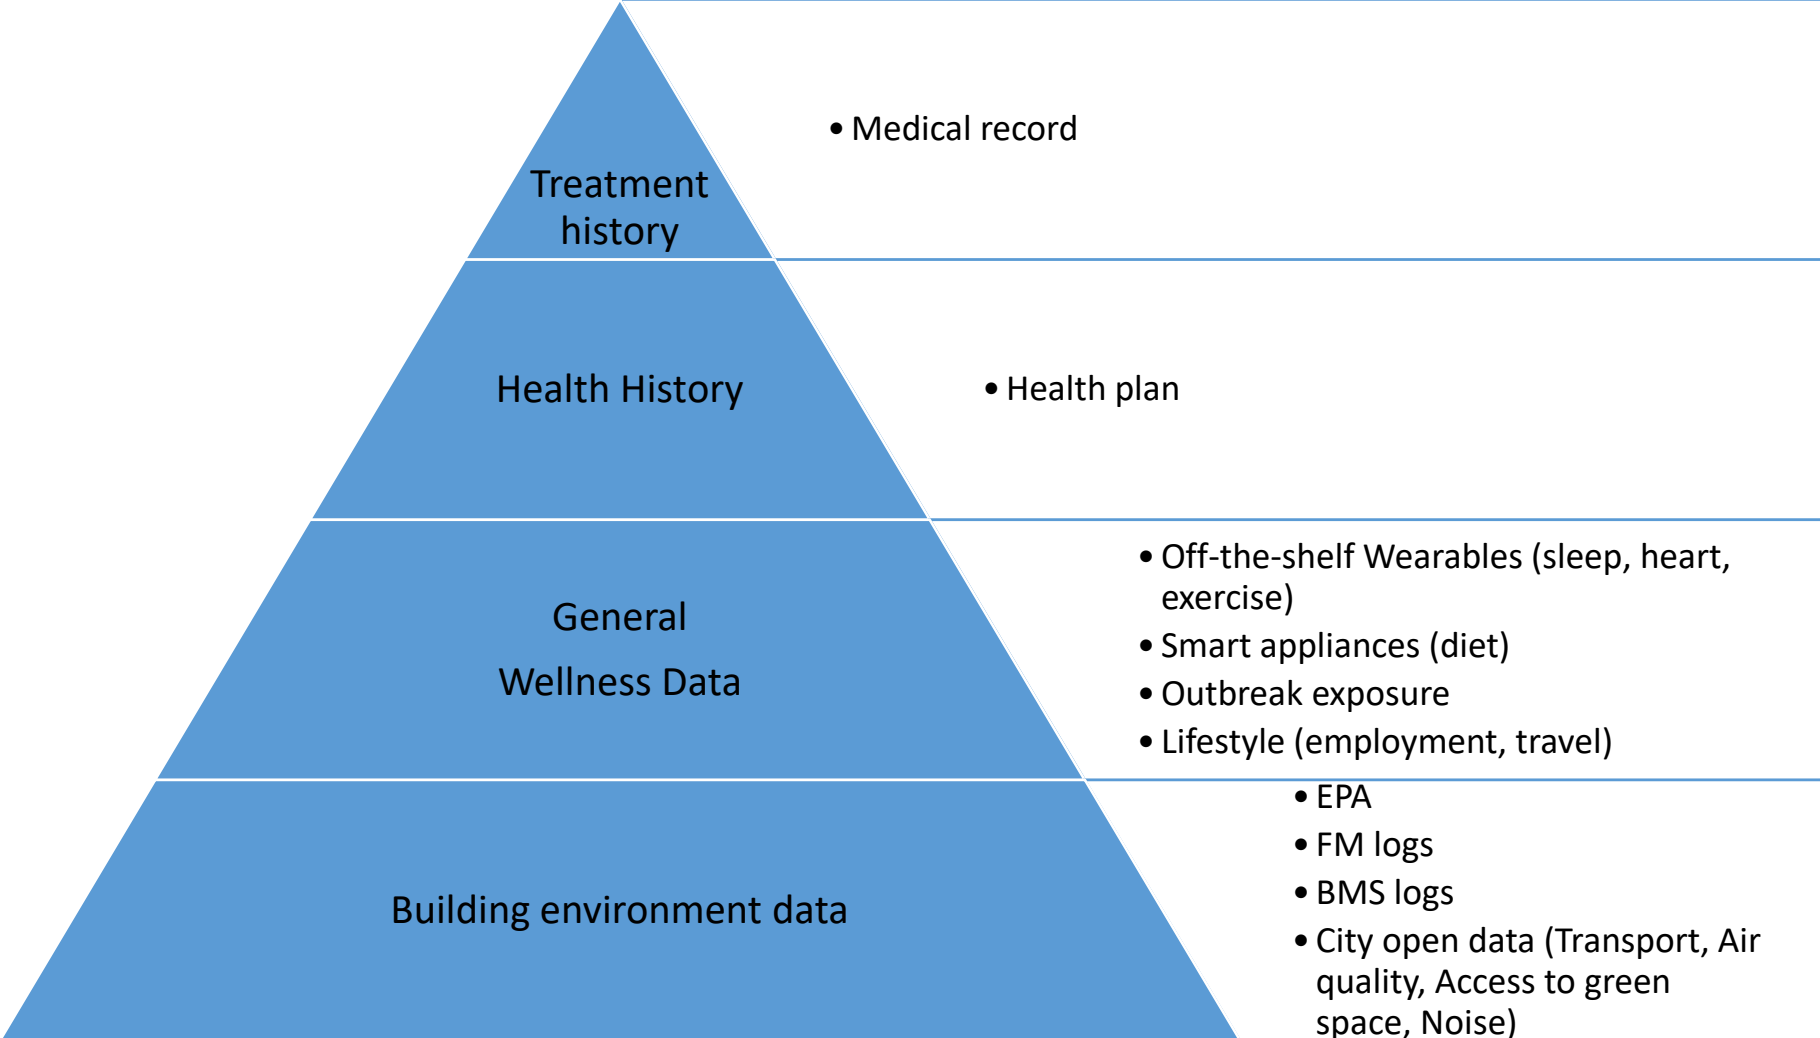 Treatment
history
• Medical record
Health History
• Health plan
General
Wellness Data
• Off-the-shelf Wearables (sleep, heart,
exercise)
• Smart appliances (diet)
• Outbreak exposure
• Lifestyle (employment, travel)
Building environment data
• EPA
• FM logs
• BMS logs
• City open data (Transport, Air
quality, Access to green
space, Noise)